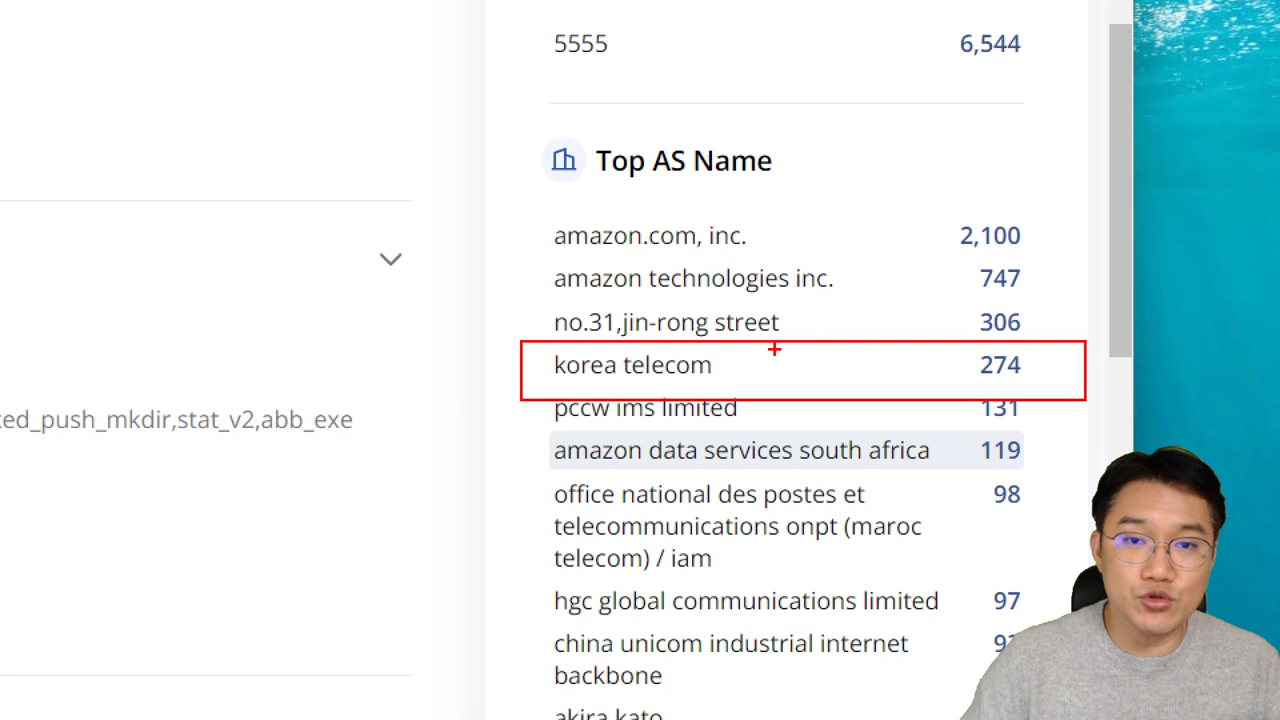 5555 6,544
Top AS Name
amazon.com, inc. 2,100
amazon technologies inc. 747
no.31,jin-rong street 306
korea telecom 274
pccw ims limited 131
_push_mkdir,stat_v2,abb_exe
amazon data services south africa 119
office national des postes et 98
telecommunications onpt (maroc
telecom) / iam
hgc global communications limited 97
china unicom industrial internet
backbone
akira kato